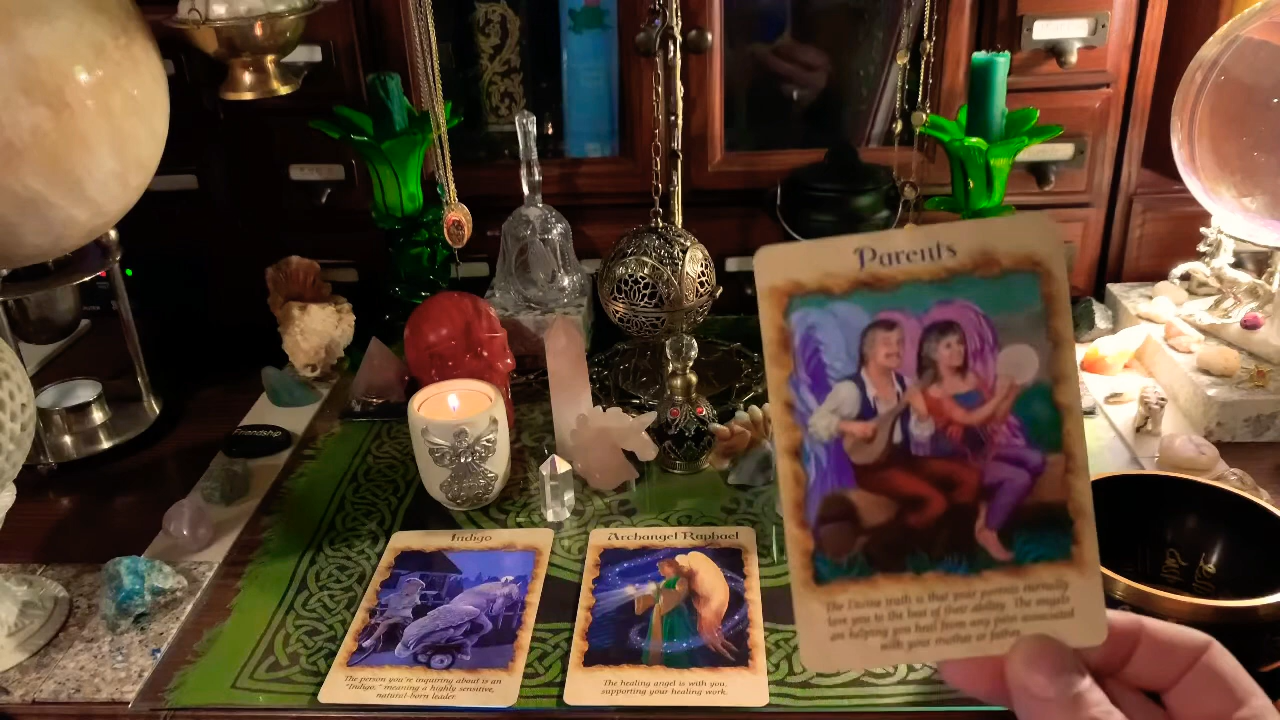 Parents
The Divine truth is that your parents eternally
love you to the best of their ability. The angels
are helping you heal from any pain associated
with your mother or father.
Friendship
Indigo
The person you're inquiring about is an
"Indigo," meaning a highly sensitive,
natural-born leader.
Archangel Raphael
The healing angel is with you,
supporting your healing work.